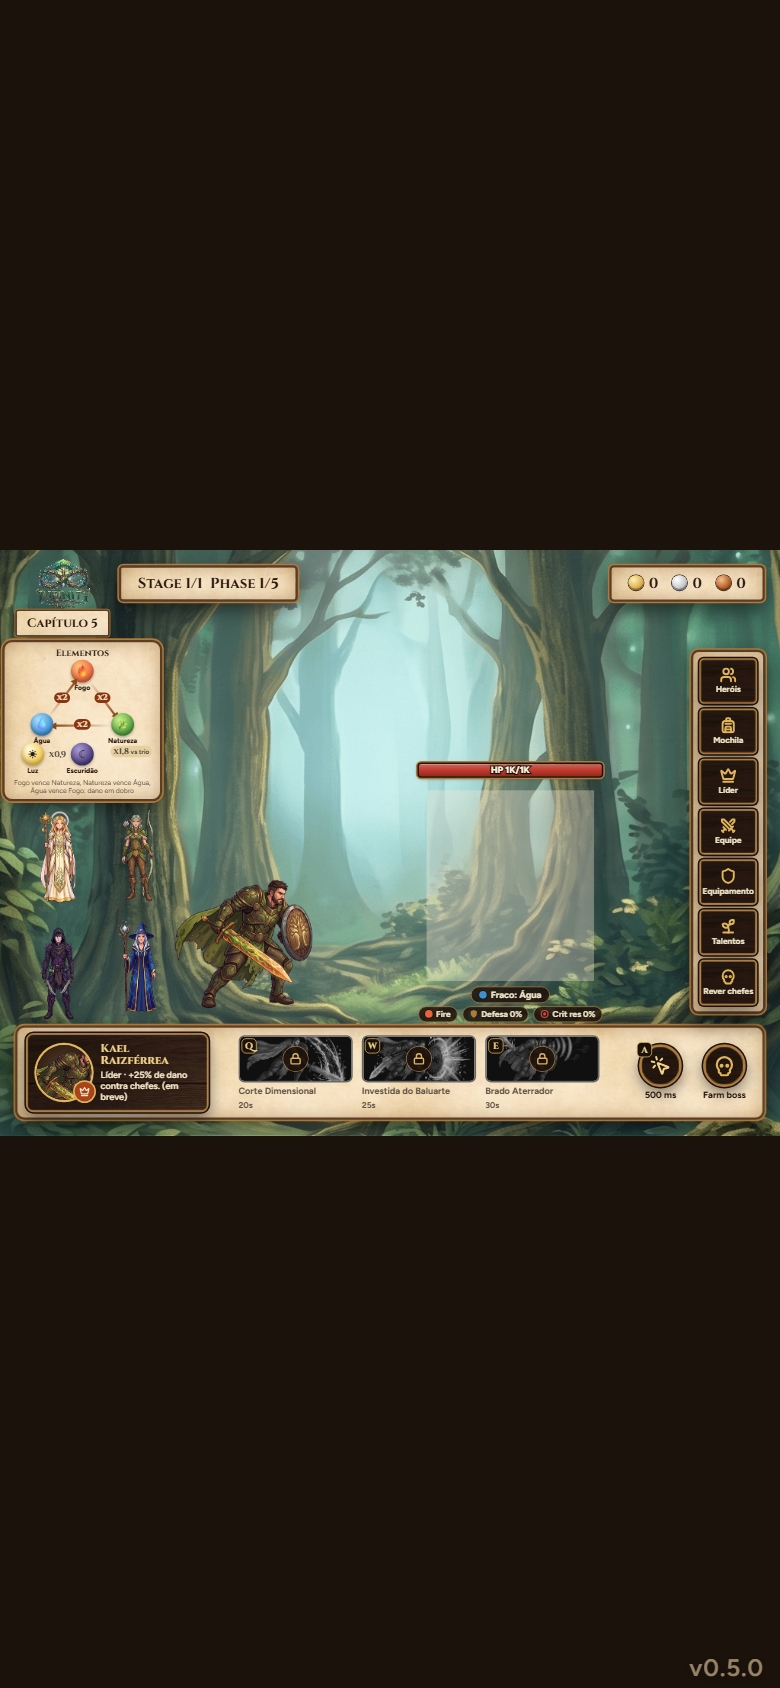 STAGE 1/1 PHASE 1/5
0 0 0
CAPÍTULO 5
ELEMENTOS
Fogo
x2 x2
x2
Água Natureza
x0,9 x1,8 vs trio
Luz Escuridão
Fogo vence Natureza, Natureza vence Água,
Água vence Fogo: dano em dobro
Heróis
Mochila
Líder
Equipe
Equipamento
Talentos
Rever chefes
HP 1K/1K
Fraco: Água
Fire Defesa 0% Crit res 0%
KAEL
RAIZFÉRREA
Líder · +25% de dano
contra chefes. (em
breve)
Q
Corte Dimensional
20s
W
Investida do Baluarte
25s
E
Brado Aterrador
30s
A
500 ms
Farm boss
v0.5.0